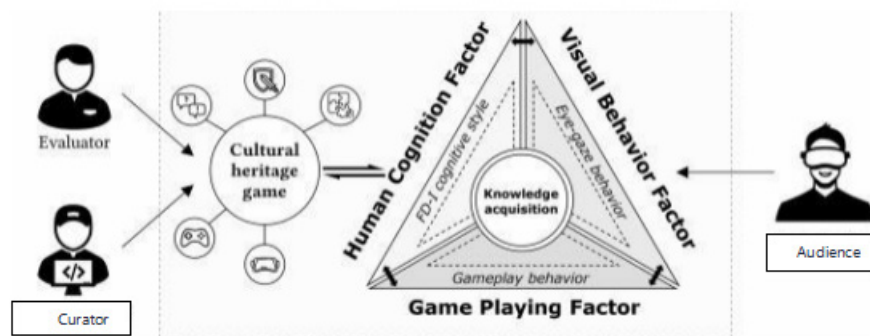 Evaluator
Curator
Cultural
heritage
game
Human Cognition Factor
FD-I cognitive style
Visual Behavior Factor
Eye-gaze behavior
Knowledge
acquisition
Gameplay behavior
Game Playing Factor
Audience